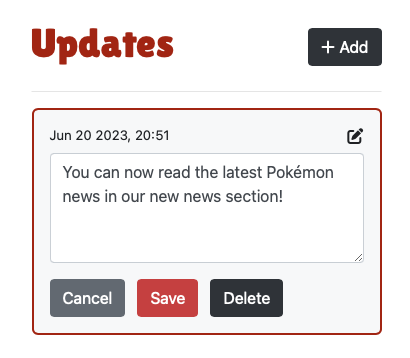 Updates
+ Add
Jun 20 2023, 20:51
You can now read the latest Pokémon
news in our new news section!
Cancel Save Delete